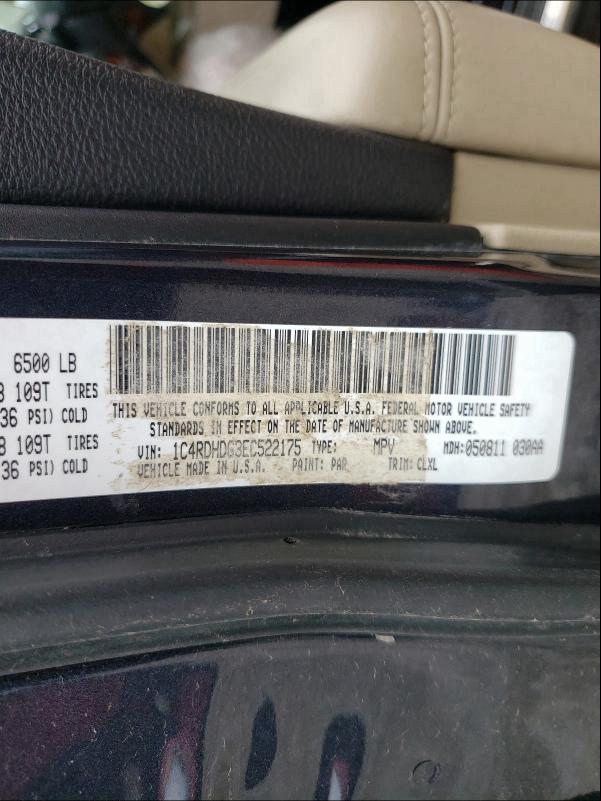 6500 LB
109T TIRES
36 PSI) COLD
109T TIRES
36 PSI) COLD
THIS VEHICLE CONFORMS TO ALL APPLICABLE U.S.A. FEDERAL MOTOR VEHICLE SAFETY
STANDARDS IN EFFECT ON THE DATE OF MANUFACTURE SHOWN ABOVE.
VIN: 1C4RDHDG3EC522175 TYPE: MPV MDH: 050811 030AA
VEHICLE MADE IN U.S.A. PAINT: PAR TRIM: CLXL